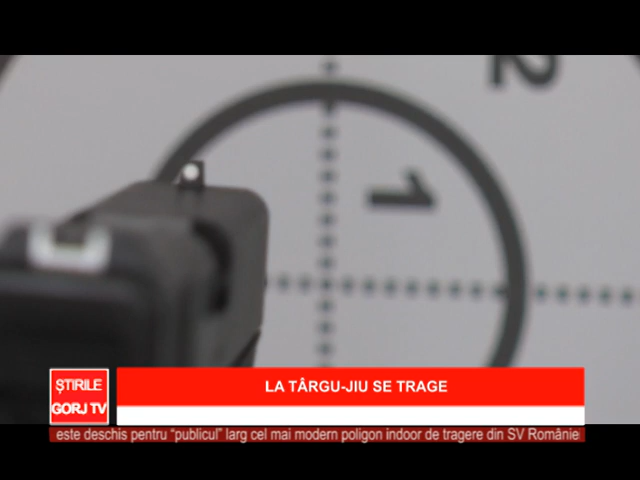 2
1
ȘTIRILE
GORJ TV
LA TÂRGU-JIU SE TRAGE
este deschis pentru “publicul” larg cel mai modern poligon indoor de tragere din SV României